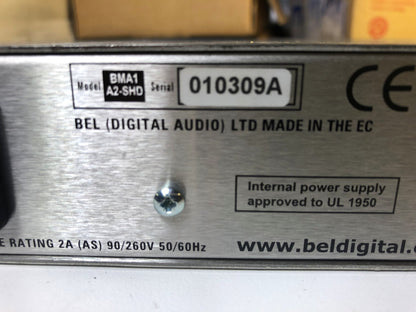 Model BMA1 A2-SHD Serial 010309A CE
BEL (DIGITAL AUDIO) LTD MADE IN THE EC
Internal power supply
approved to UL 1950
E RATING 2A (AS) 90/260V 50/60Hz
www.beldigital.c